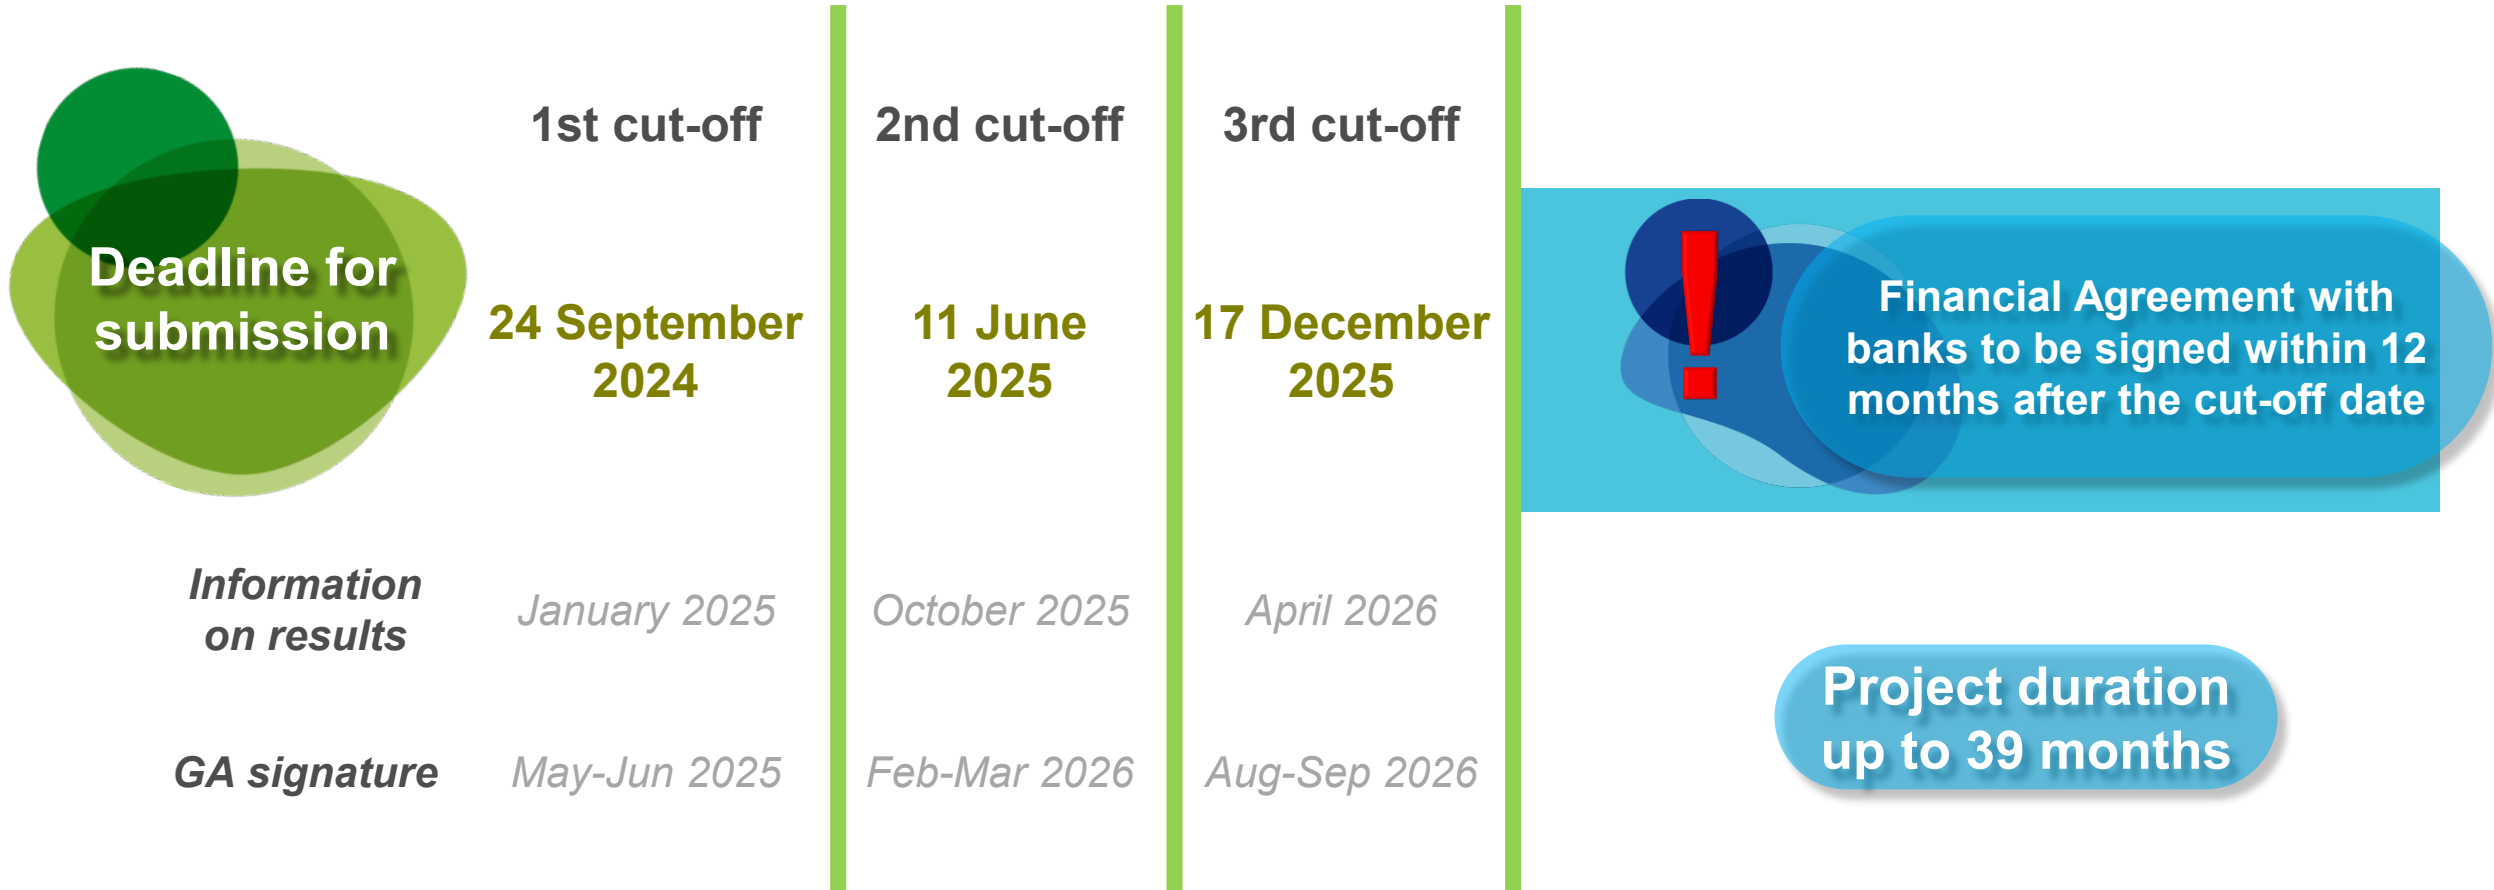 1st cut-off
2nd cut-off
3rd cut-off
Deadline for
submission
24 September
2024
11 June
2025
17 December
2025
!
Financial Agreement with
banks to be signed within 12
months after the cut-off date
Information
on results
January 2025
October 2025
April 2026
Project duration
up to 39 months
GA signature
May-Jun 2025
Feb-Mar 2026
Aug-Sep 2026